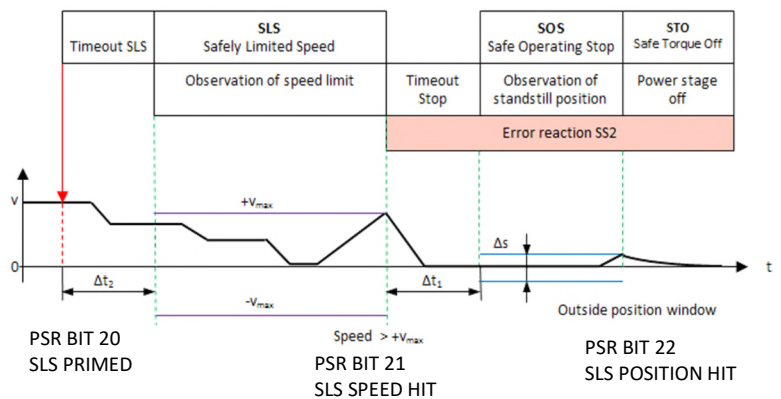 SLS
SOS
STO
Timeout SLS
Safely Limited Speed
Safe Operating Stop
Safe Torque Off
Observation of speed limit
Timeout
Stop
Observation of
standstill position
Power stage
off
Error reaction SS2
v
+vmax
Δs
0
t
Δt2
Δt1
-vmax
Outside position window
Speed > +vmax
PSR BIT 20
SLS PRIMED
PSR BIT 21
SLS SPEED HIT
PSR BIT 22
SLS POSITION HIT